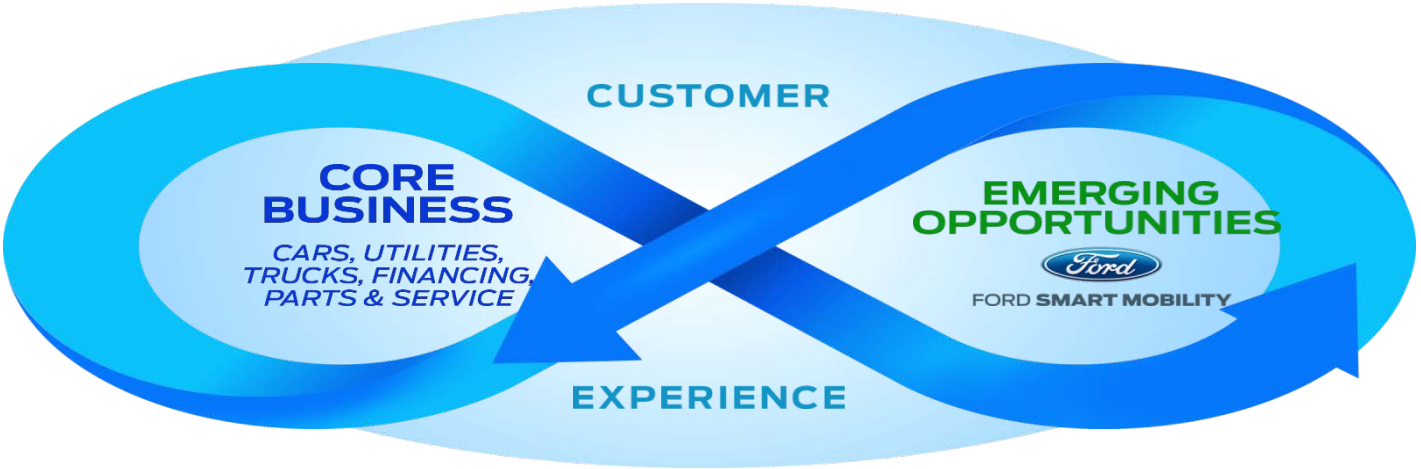 CUSTOMER
CORE
BUSINESS
CARS, UTILITIES,
TRUCKS, FINANCING,
PARTS & SERVICE
EMERGING
OPPORTUNITIES
Ford
FORD SMART MOBILITY
EXPERIENCE